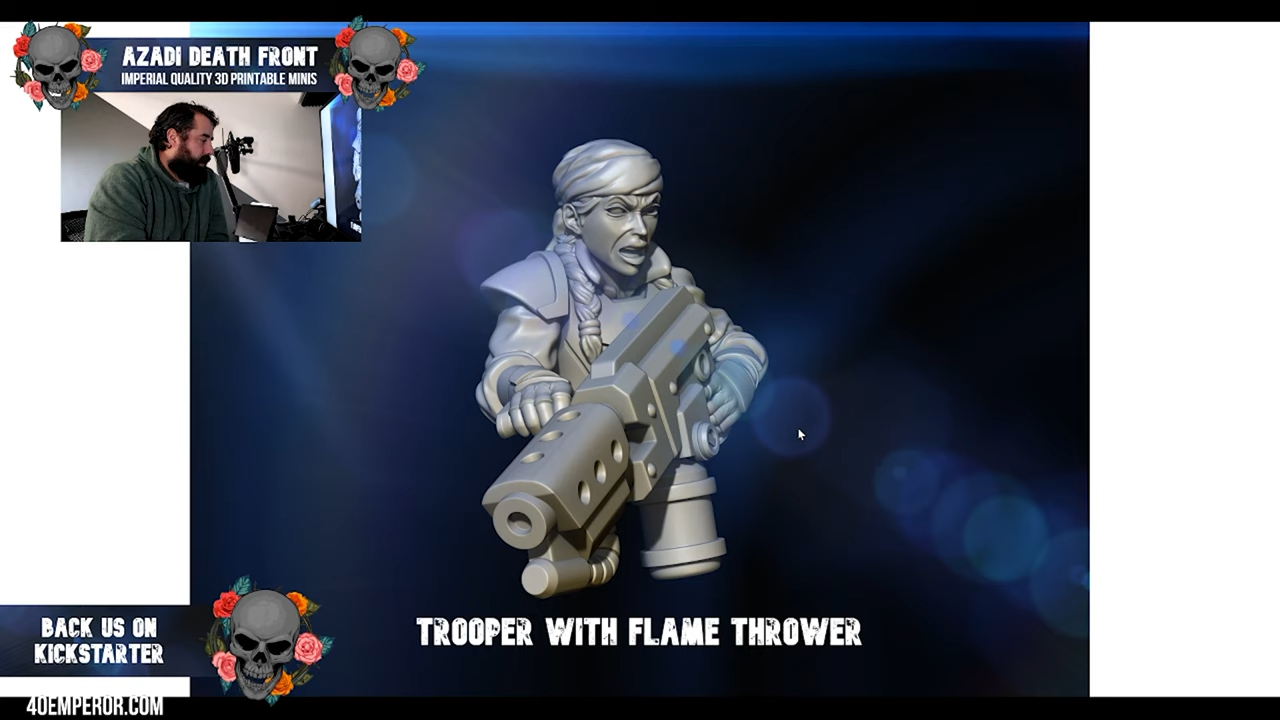 AZADI DEATH FRONT
IMPERIAL QUALITY 3D PRINTABLE MINIS
TROOPER WITH FLAME THROWER
BACK US ON
KICKSTARTER
40EMPEROR.COM